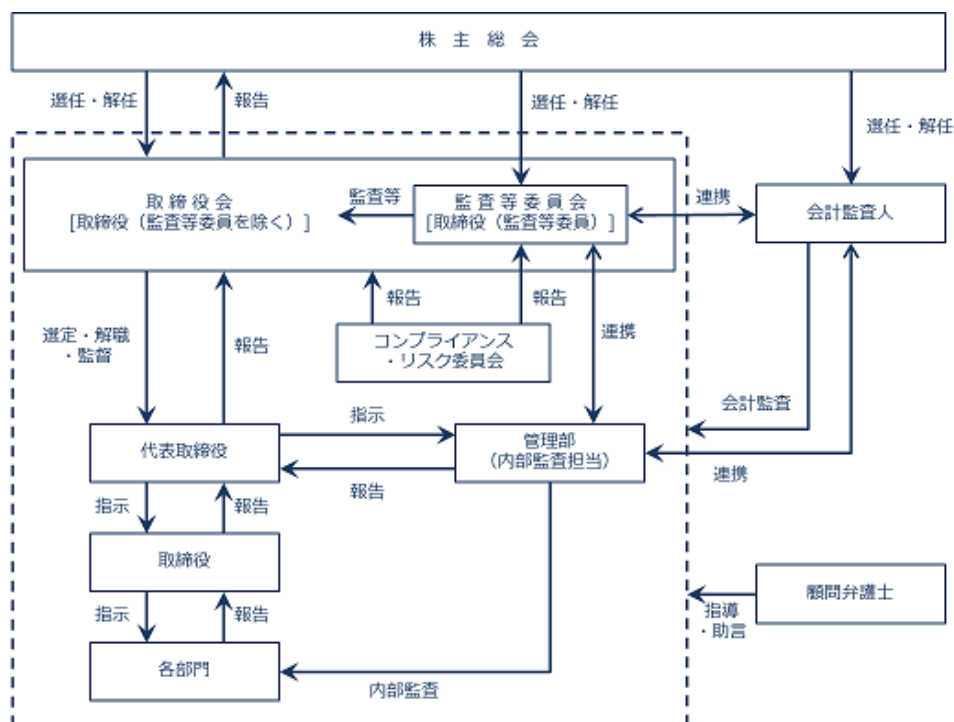 株 主 総 会
選任・解任
報告
選任・解任
選任・解任
取 締 役 会
[取締役（監査等委員を除く）]
監査等
監 査 等 委 員 会
[取締役（監査等委員）]
連携
会計監査人
報告
報告
選定・解職
・監督
報告
コンプライアンス
・リスク委員会
連携
会計監査
指示
代表取締役
管理部
（内部監査担当）
報告
連携
指示
報告
取締役
顧問弁護士
指導
・助言
指示
報告
各部門
内部監査